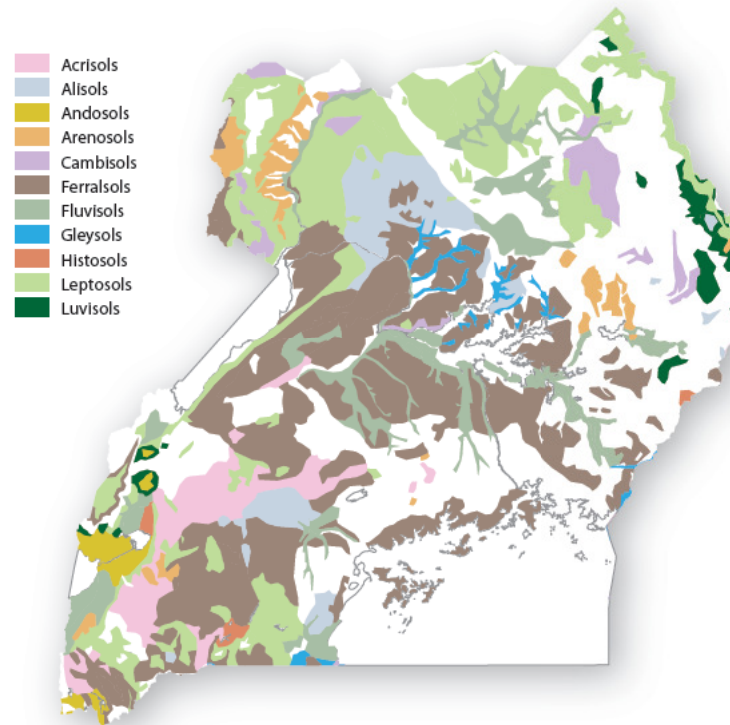 Acrisols
Alisols
Andosols
Arenosols
Cambisols
Ferralsols
Fluvisols
Gleysols
Histosols
Leptosols
Luvisols